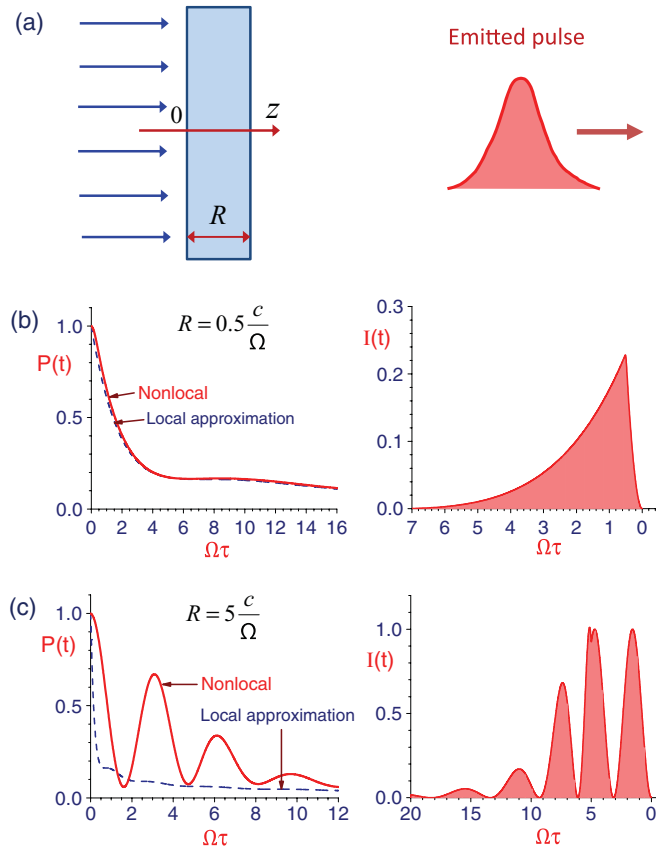 (a)
Emitted pulse
0
z
R
(b)
R = 0.5 c/Ω
P(t)
1.0
0.5
0.0
Nonlocal
Local approximation
0 2 4 6 8 10 12 14 16
Ωτ
I(t)
0.3
0.2
0.1
0.0
7 6 5 4 3 2 1 0
Ωτ
(c)
R = 5 c/Ω
P(t)
1.0
0.5
0.0
Nonlocal
Local approximation
0 2 4 6 8 10 12
Ωτ
I(t)
1.0
0.5
0.0
20 15 10 5 0
Ωτ